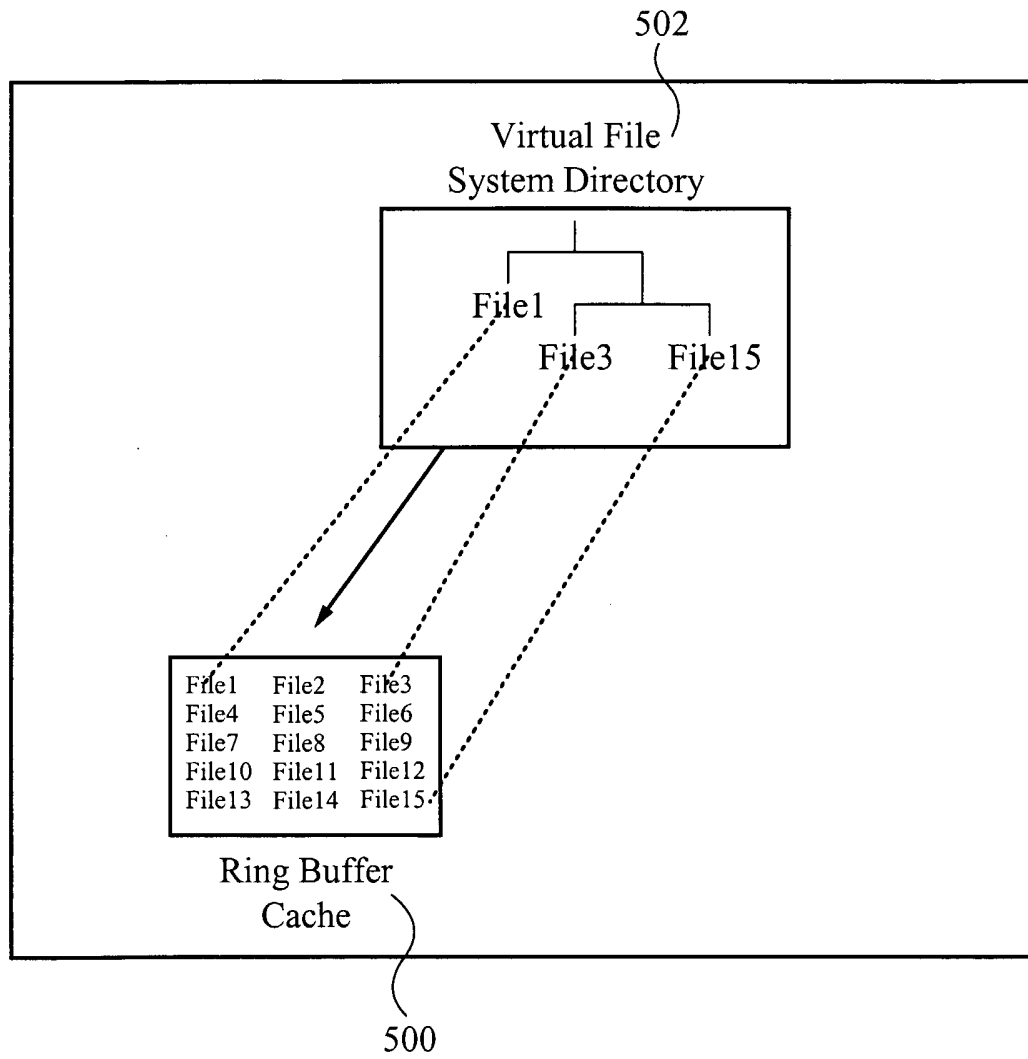 502
Virtual File
System Directory
File1
File3 File15
File1 File2 File3
File4 File5 File6
File7 File8 File9
File10 File11 File12
File13 File14 File15
Ring Buffer
Cache
500